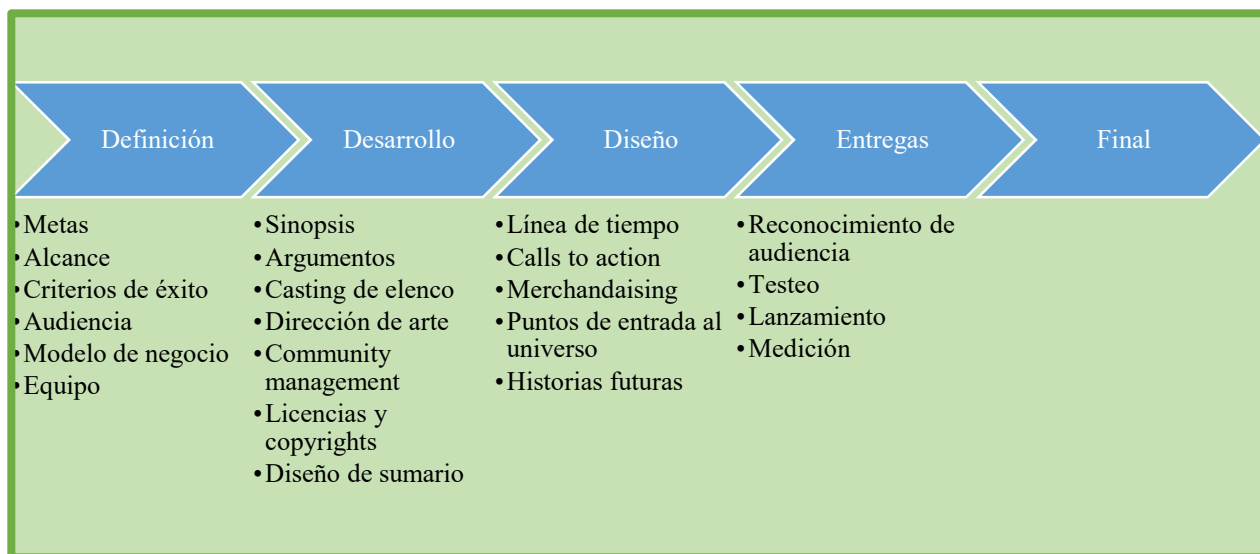 Definición
Desarrollo
Diseño
Entregas
Final
•Metas
•Alcance
•Criterios de éxito
•Audiencia
•Modelo de negocio
•Equipo
•Sinopsis
•Argumentos
•Casting de elenco
•Dirección de arte
•Community
management
•Licencias y
copyrights
•Diseño de sumario
•Línea de tiempo
•Calls to action
•Merchandaising
•Puntos de entrada al
universo
•Historias futuras
•Reconocimiento de
audiencia
•Testeo
•Lanzamiento
•Medición